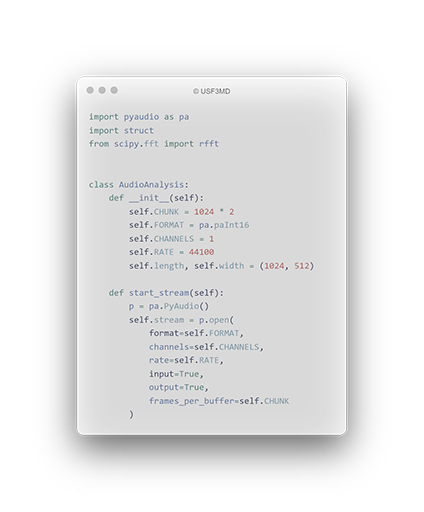 © USF3MD
import pyaudio as pa
import struct
from scipy.fft import rfft
class AudioAnalysis:
    def __init__(self):
        self.CHUNK = 1024 * 2
        self.FORMAT = pa.paInt16
        self.CHANNELS = 1
        self.RATE = 44100
        self.length, self.width = (1024, 512)
    def start_stream(self):
        p = pa.PyAudio()
        self.stream = p.open(
            format=self.FORMAT,
            channels=self.CHANNELS,
            rate=self.RATE,
            input=True,
            output=True,
            frames_per_buffer=self.CHUNK
        )